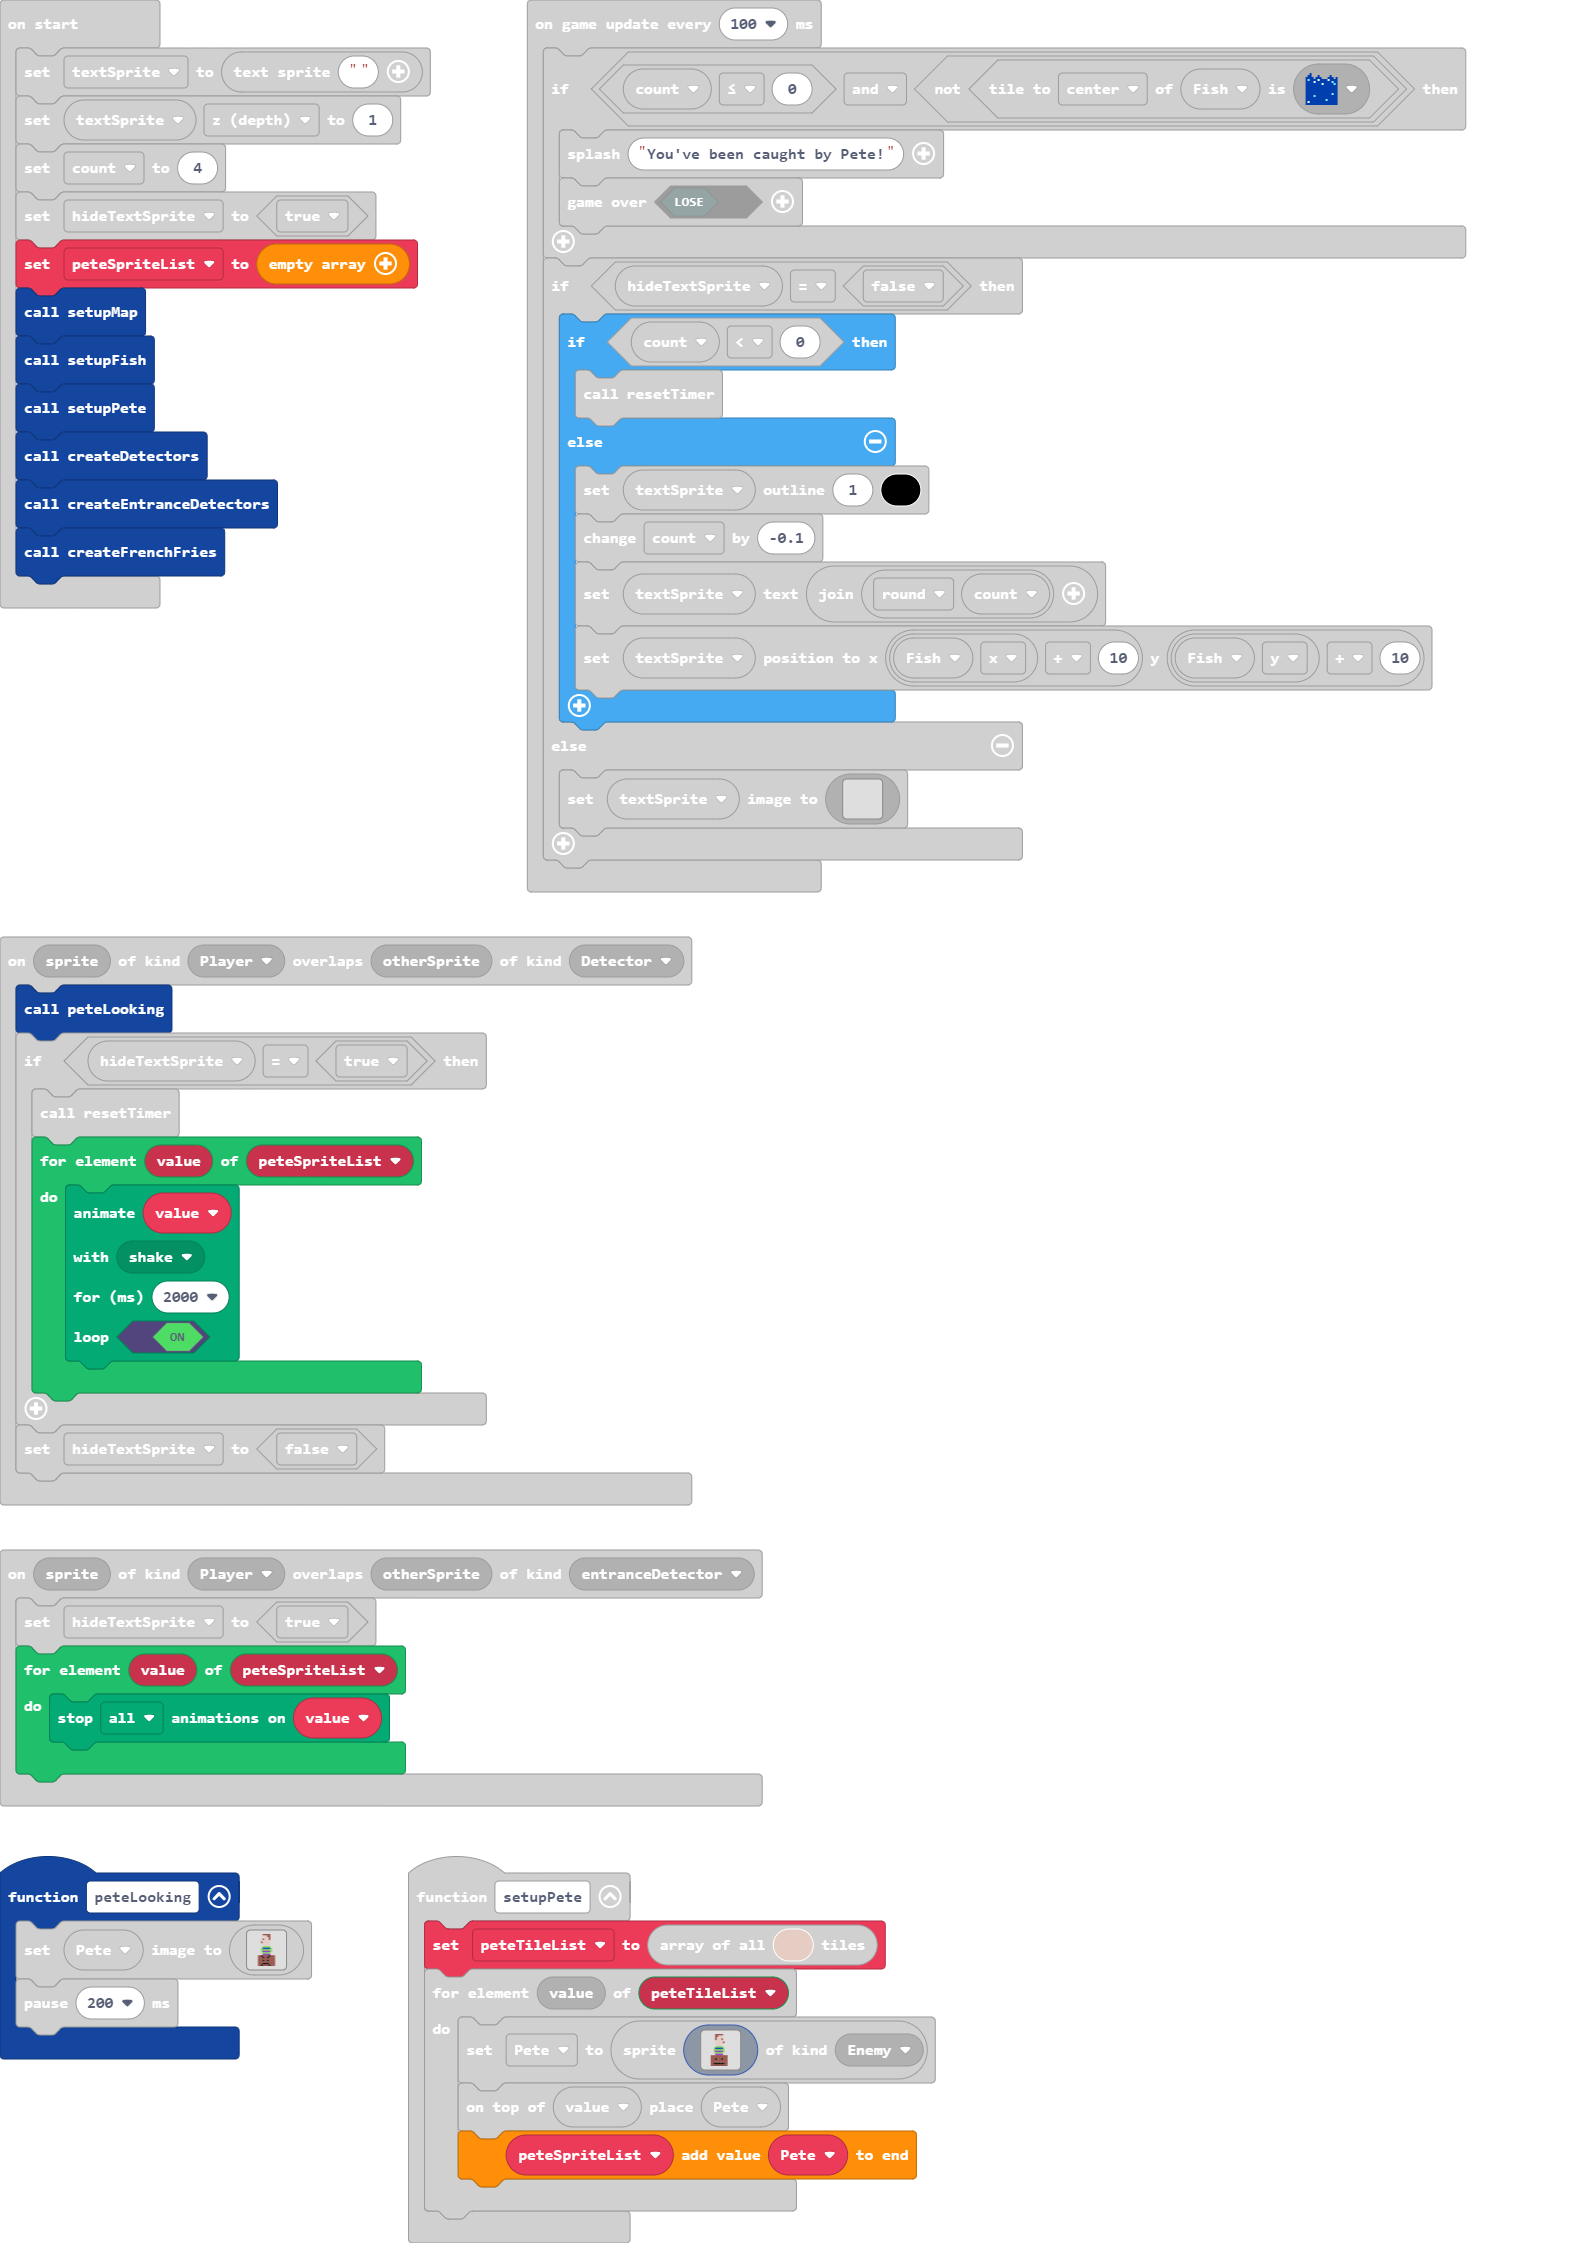 on start
set textSprite to text sprite " "
set textSprite z (depth) to 1
set count to 4
set hideTextSprite to true
set peteSpriteList to empty array
call setupMap
call setupFish
call setupPete
call createDetectors
call createEntranceDetectors
call createFrenchFries
on game update every 100 ms
if count ≤ 0 and not tile to center of Fish is then
splash "You've been caught by Pete!"
game over LOSE
if hideTextSprite = false then
if count < 0 then
call resetTimer
else
set textSprite outline 1
change count by -0.1
set textSprite text join round count
set textSprite position to x Fish x + 10 y Fish y + 10
else
set textSprite image to
on sprite of kind Player overlaps otherSprite of kind Detector
call peteLooking
if hideTextSprite = true then
call resetTimer
for element value of peteSpriteList
do
animate value
with shake
for (ms) 2000
loop ON
set hideTextSprite to false
on sprite of kind Player overlaps otherSprite of kind entranceDetector
set hideTextSprite to true
for element value of peteSpriteList
do stop all animations on value
function peteLooking
set Pete image to
pause 200 ms
function setupPete
set peteTileList to array of all tiles
for element value of peteTileList
do
set Pete to sprite of kind Enemy
on top of value place Pete
peteSpriteList add value Pete to end